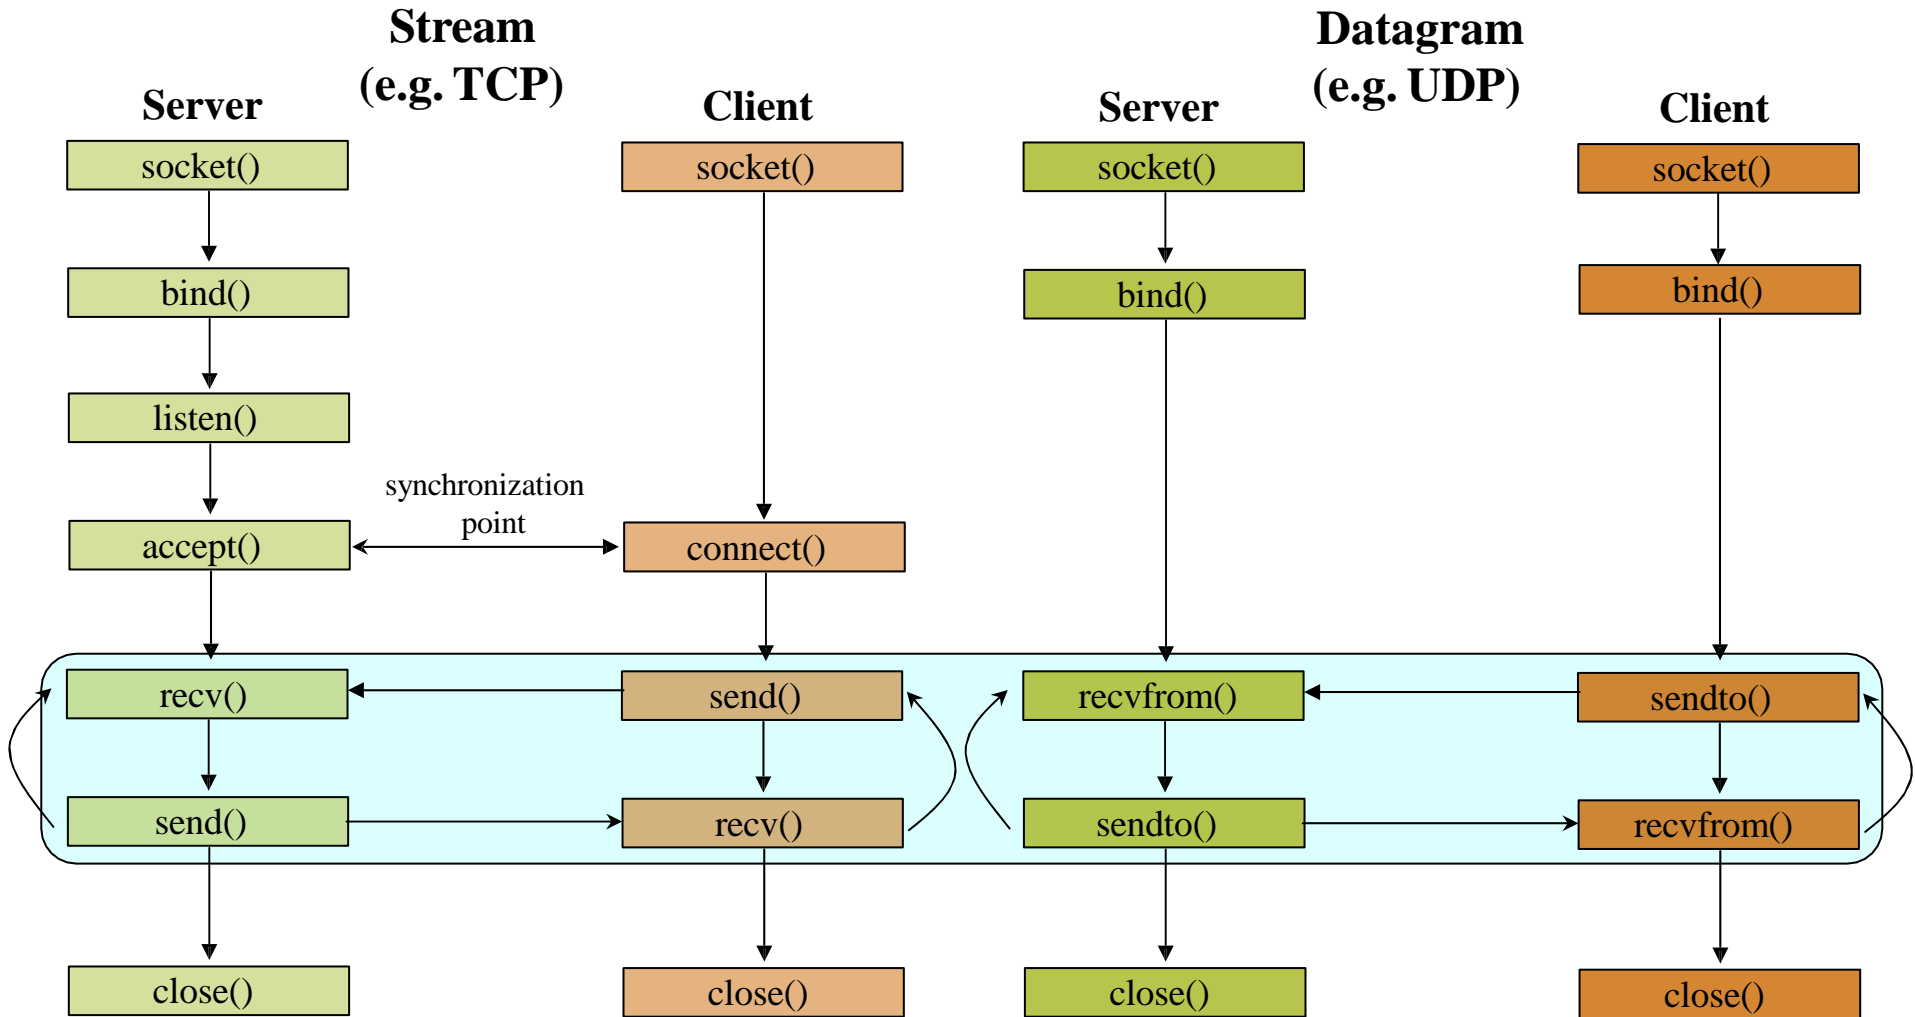 Stream
(e.g. TCP)
Server
Client
socket()
socket()
bind()
listen()
synchronization
point
accept()
connect()
recv()
send()
send()
recv()
close()
close()
Datagram
(e.g. UDP)
Server
Client
socket()
socket()
bind()
bind()
recvfrom()
sendto()
sendto()
recvfrom()
close()
close()